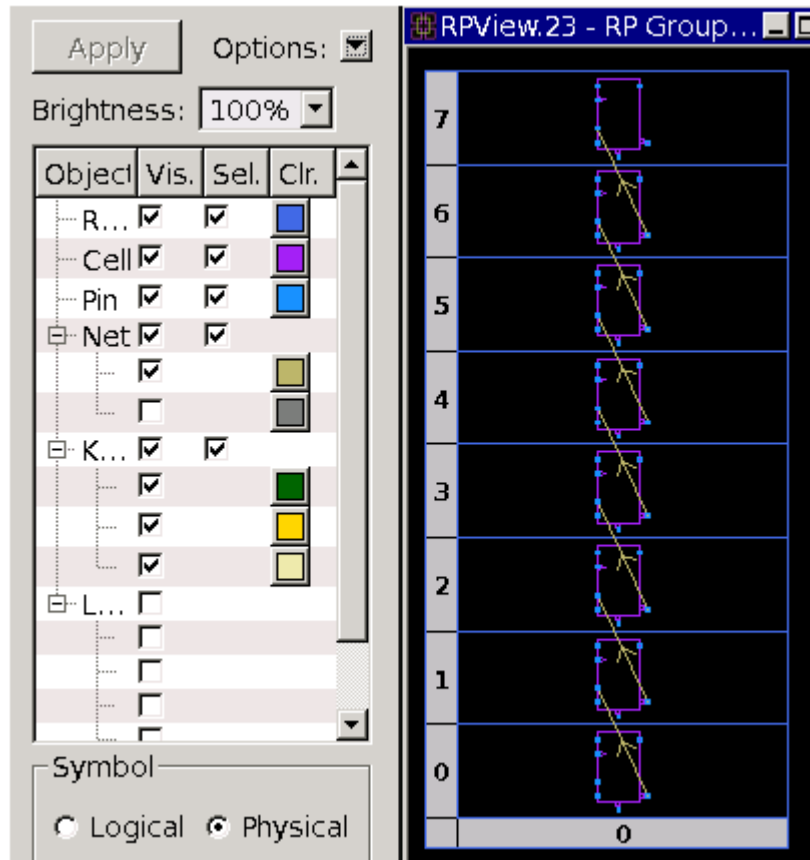 Apply Options:
Brightness: 100%
Object Vis. Sel. Clr.
R...
Cell
Pin
Net
K...
L...
Symbol
Logical Physical
RPView.23 - RP Group...
7
6
5
4
3
2
1
0
0